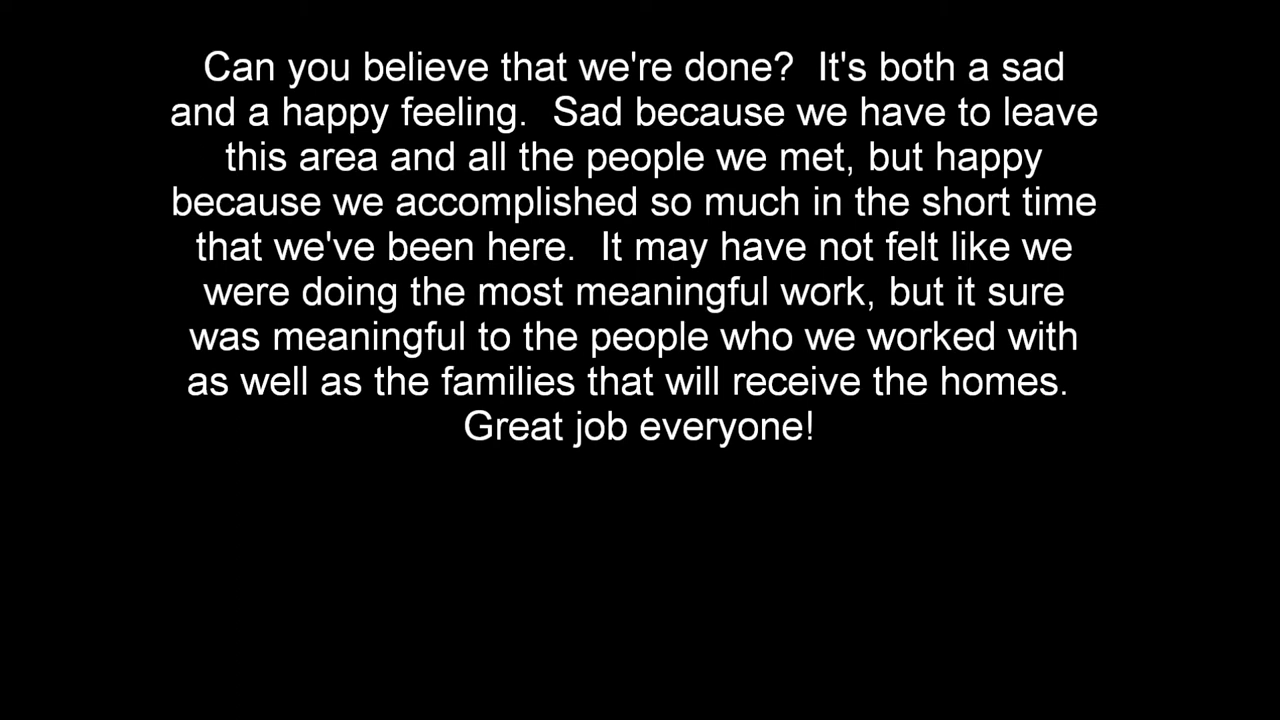 Can you believe that we're done?  It's both a sad
and a happy feeling.  Sad because we have to leave
this area and all the people we met, but happy
because we accomplished so much in the short time
that we've been here.  It may have not felt like we
were doing the most meaningful work, but it sure
was meaningful to the people who we worked with
as well as the families that will receive the homes.
Great job everyone!